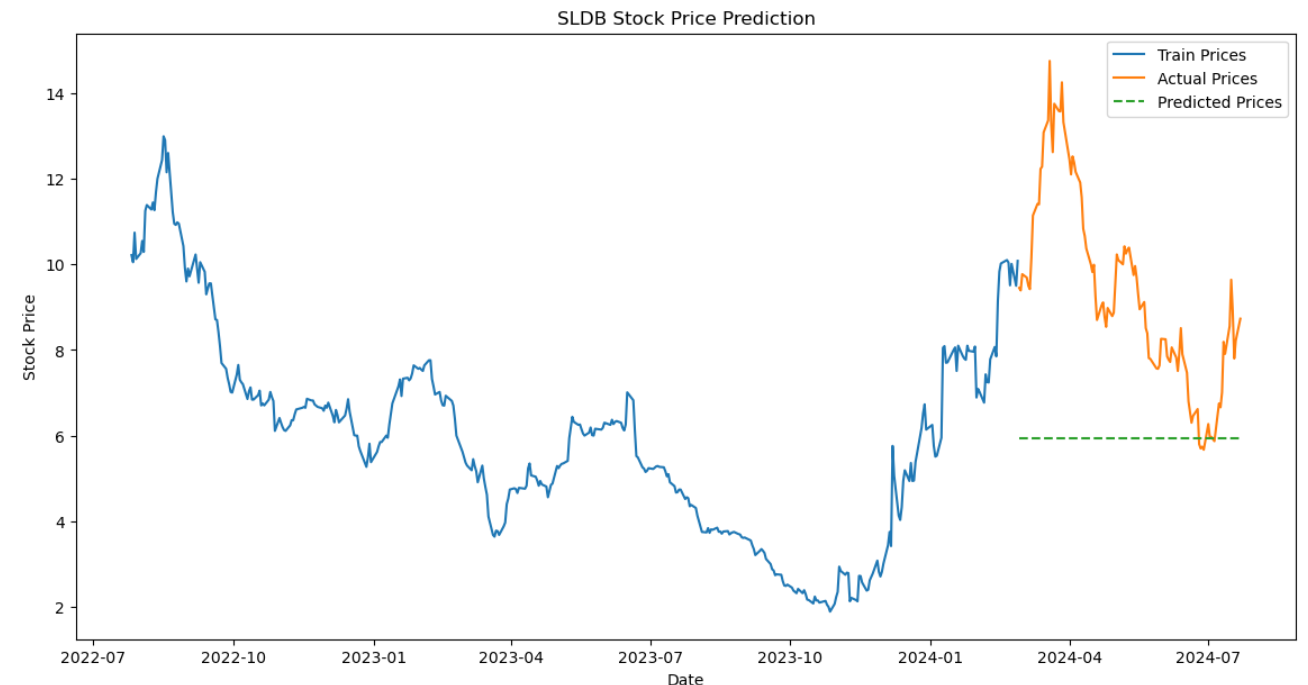 SLDB Stock Price Prediction
Train Prices
Actual Prices
Predicted Prices
Stock Price
14
12
10
8
6
4
2
2022-07 2022-10 2023-01 2023-04 2023-07 2023-10 2024-01 2024-04 2024-07
Date